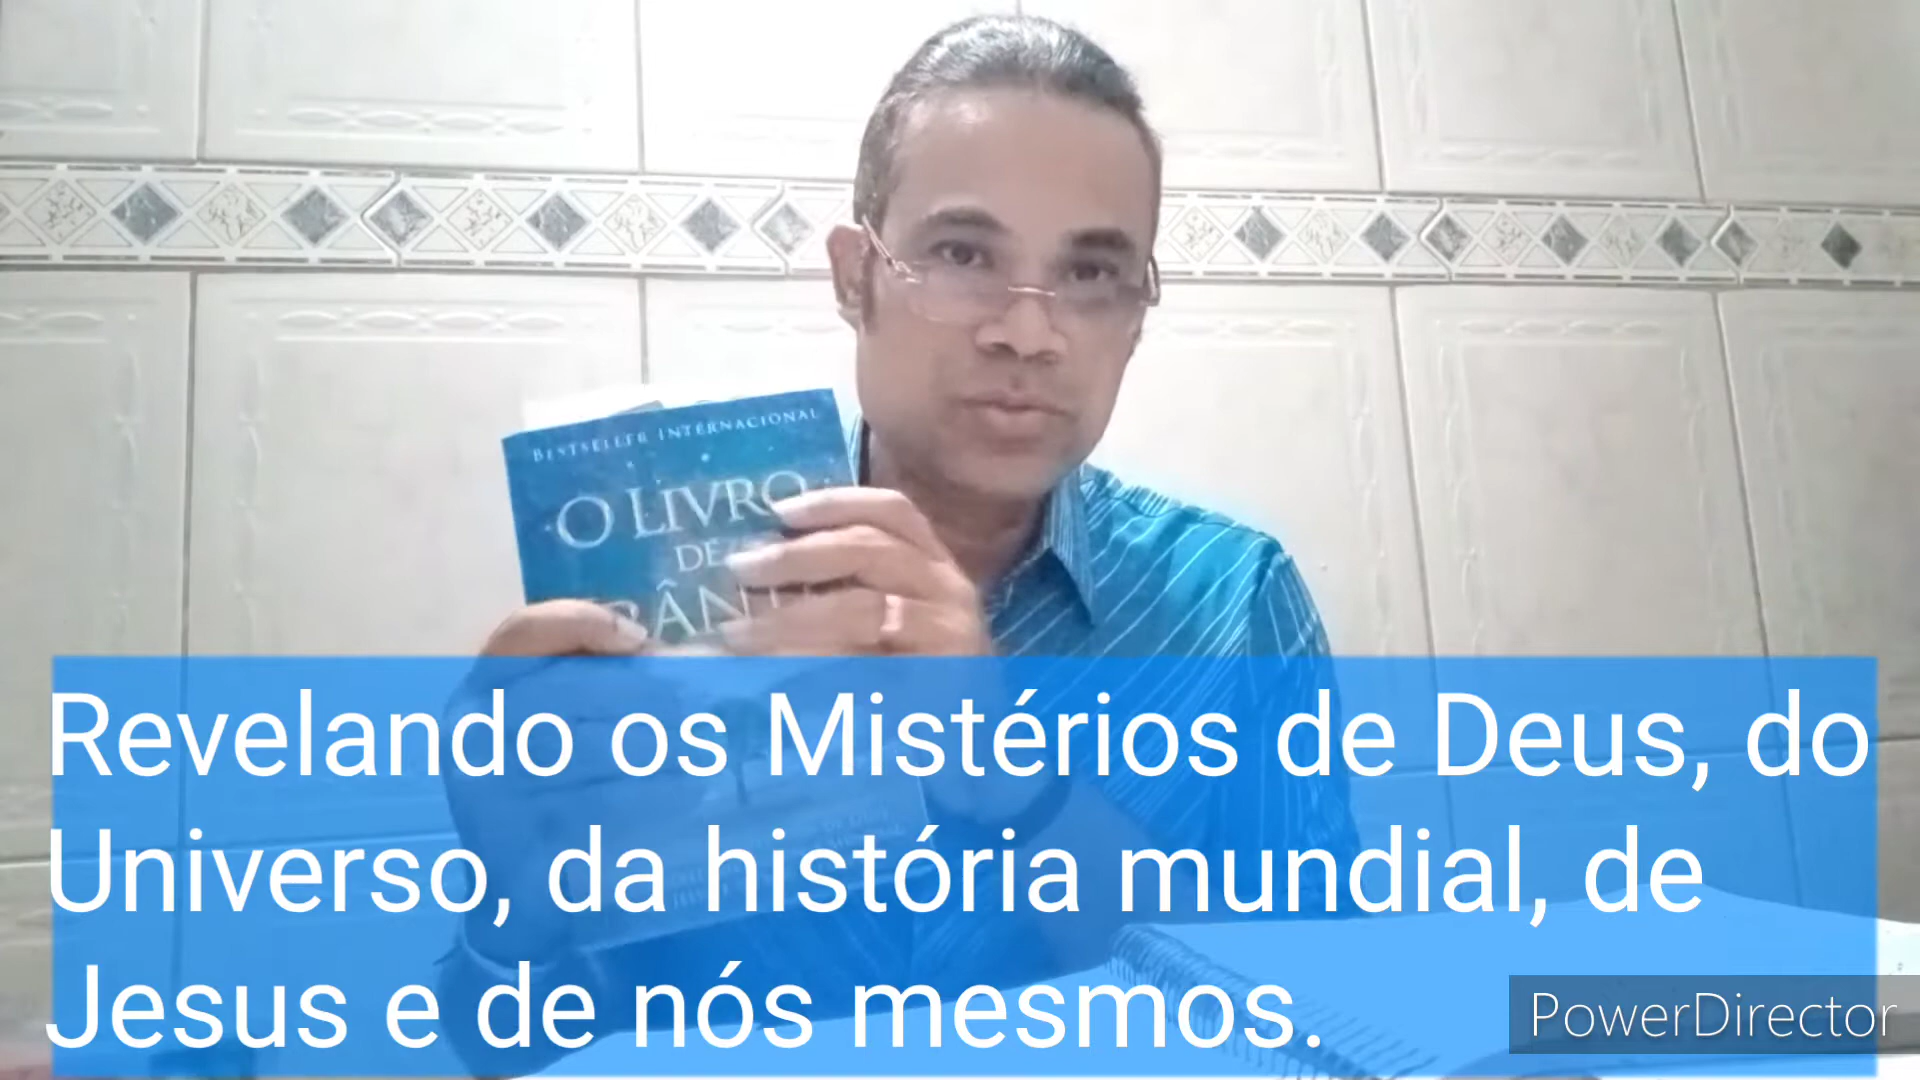 BESTSELLER INTERNACIONAL
O LIVRO
DE
Revelando os Mistérios de Deus, do
Universo, da história mundial, de
Jesus e de nós mesmos.
PowerDirector